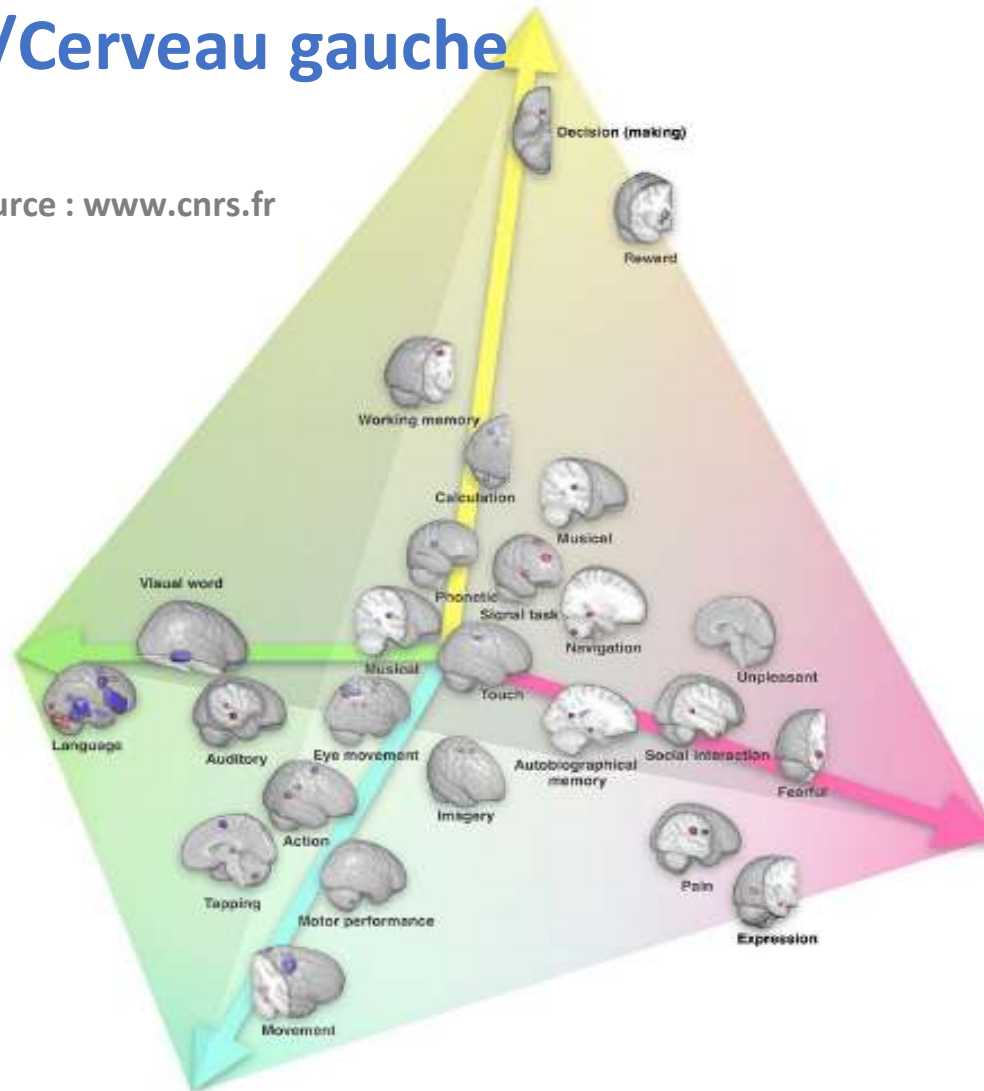 /Cerveau gauche
urce : www.cnrs.fr
Decision (making)
Reward
Working memory
Calculation
Musical
Phonetic
Signal task
Visual word
Navigation
Musical
Touch
Unpleasant
Language
Auditory
Eye movement
Autobiographical
memory
Social interaction
Fearful
Imagery
Action
Tapping
Motor performance
Pain
Expression
Movement